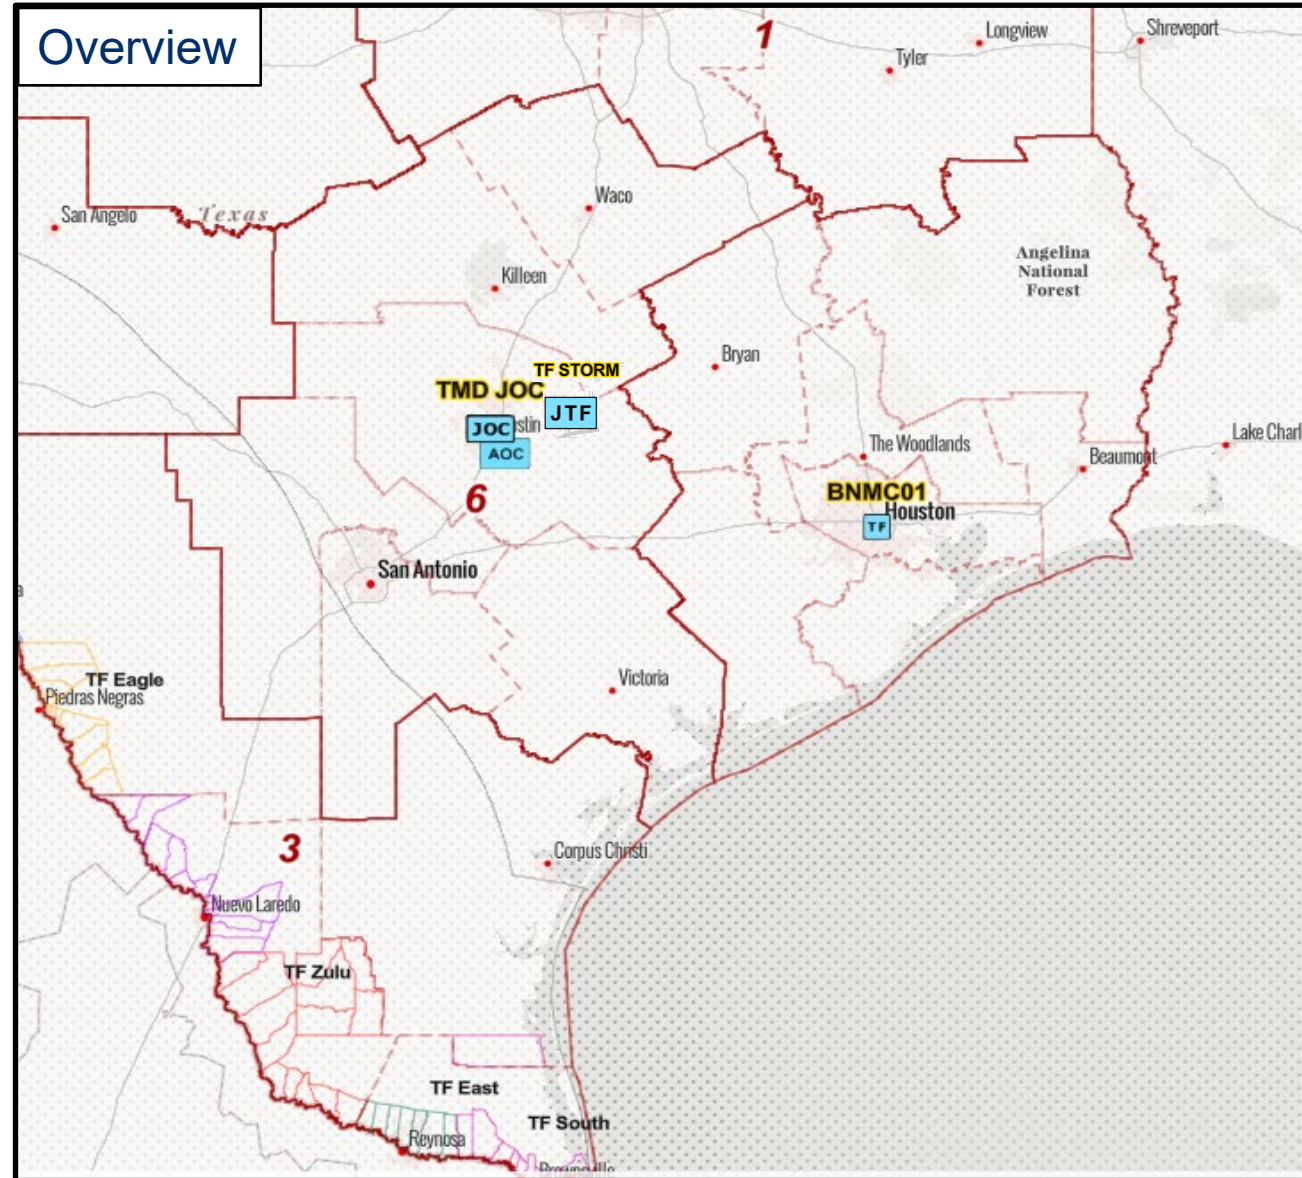 Overview
1
Longview
Shreveport
Tyler
Texas
San Angelo
Waco
Angelina
National
Forest
Killeen
Bryan
TF STORM
TMD JOC
JTF
JOC
stin
AOC
The Woodlands
Beaumont
Lake Charl
6
BNMC01
Houston
TF
San Antonio
a
TF Eagle
Piedras Negras
Victoria
3
Corpus Christi
Nuevo Laredo
TF Zulu
TF East
TF South
Reynosa
Brownsville